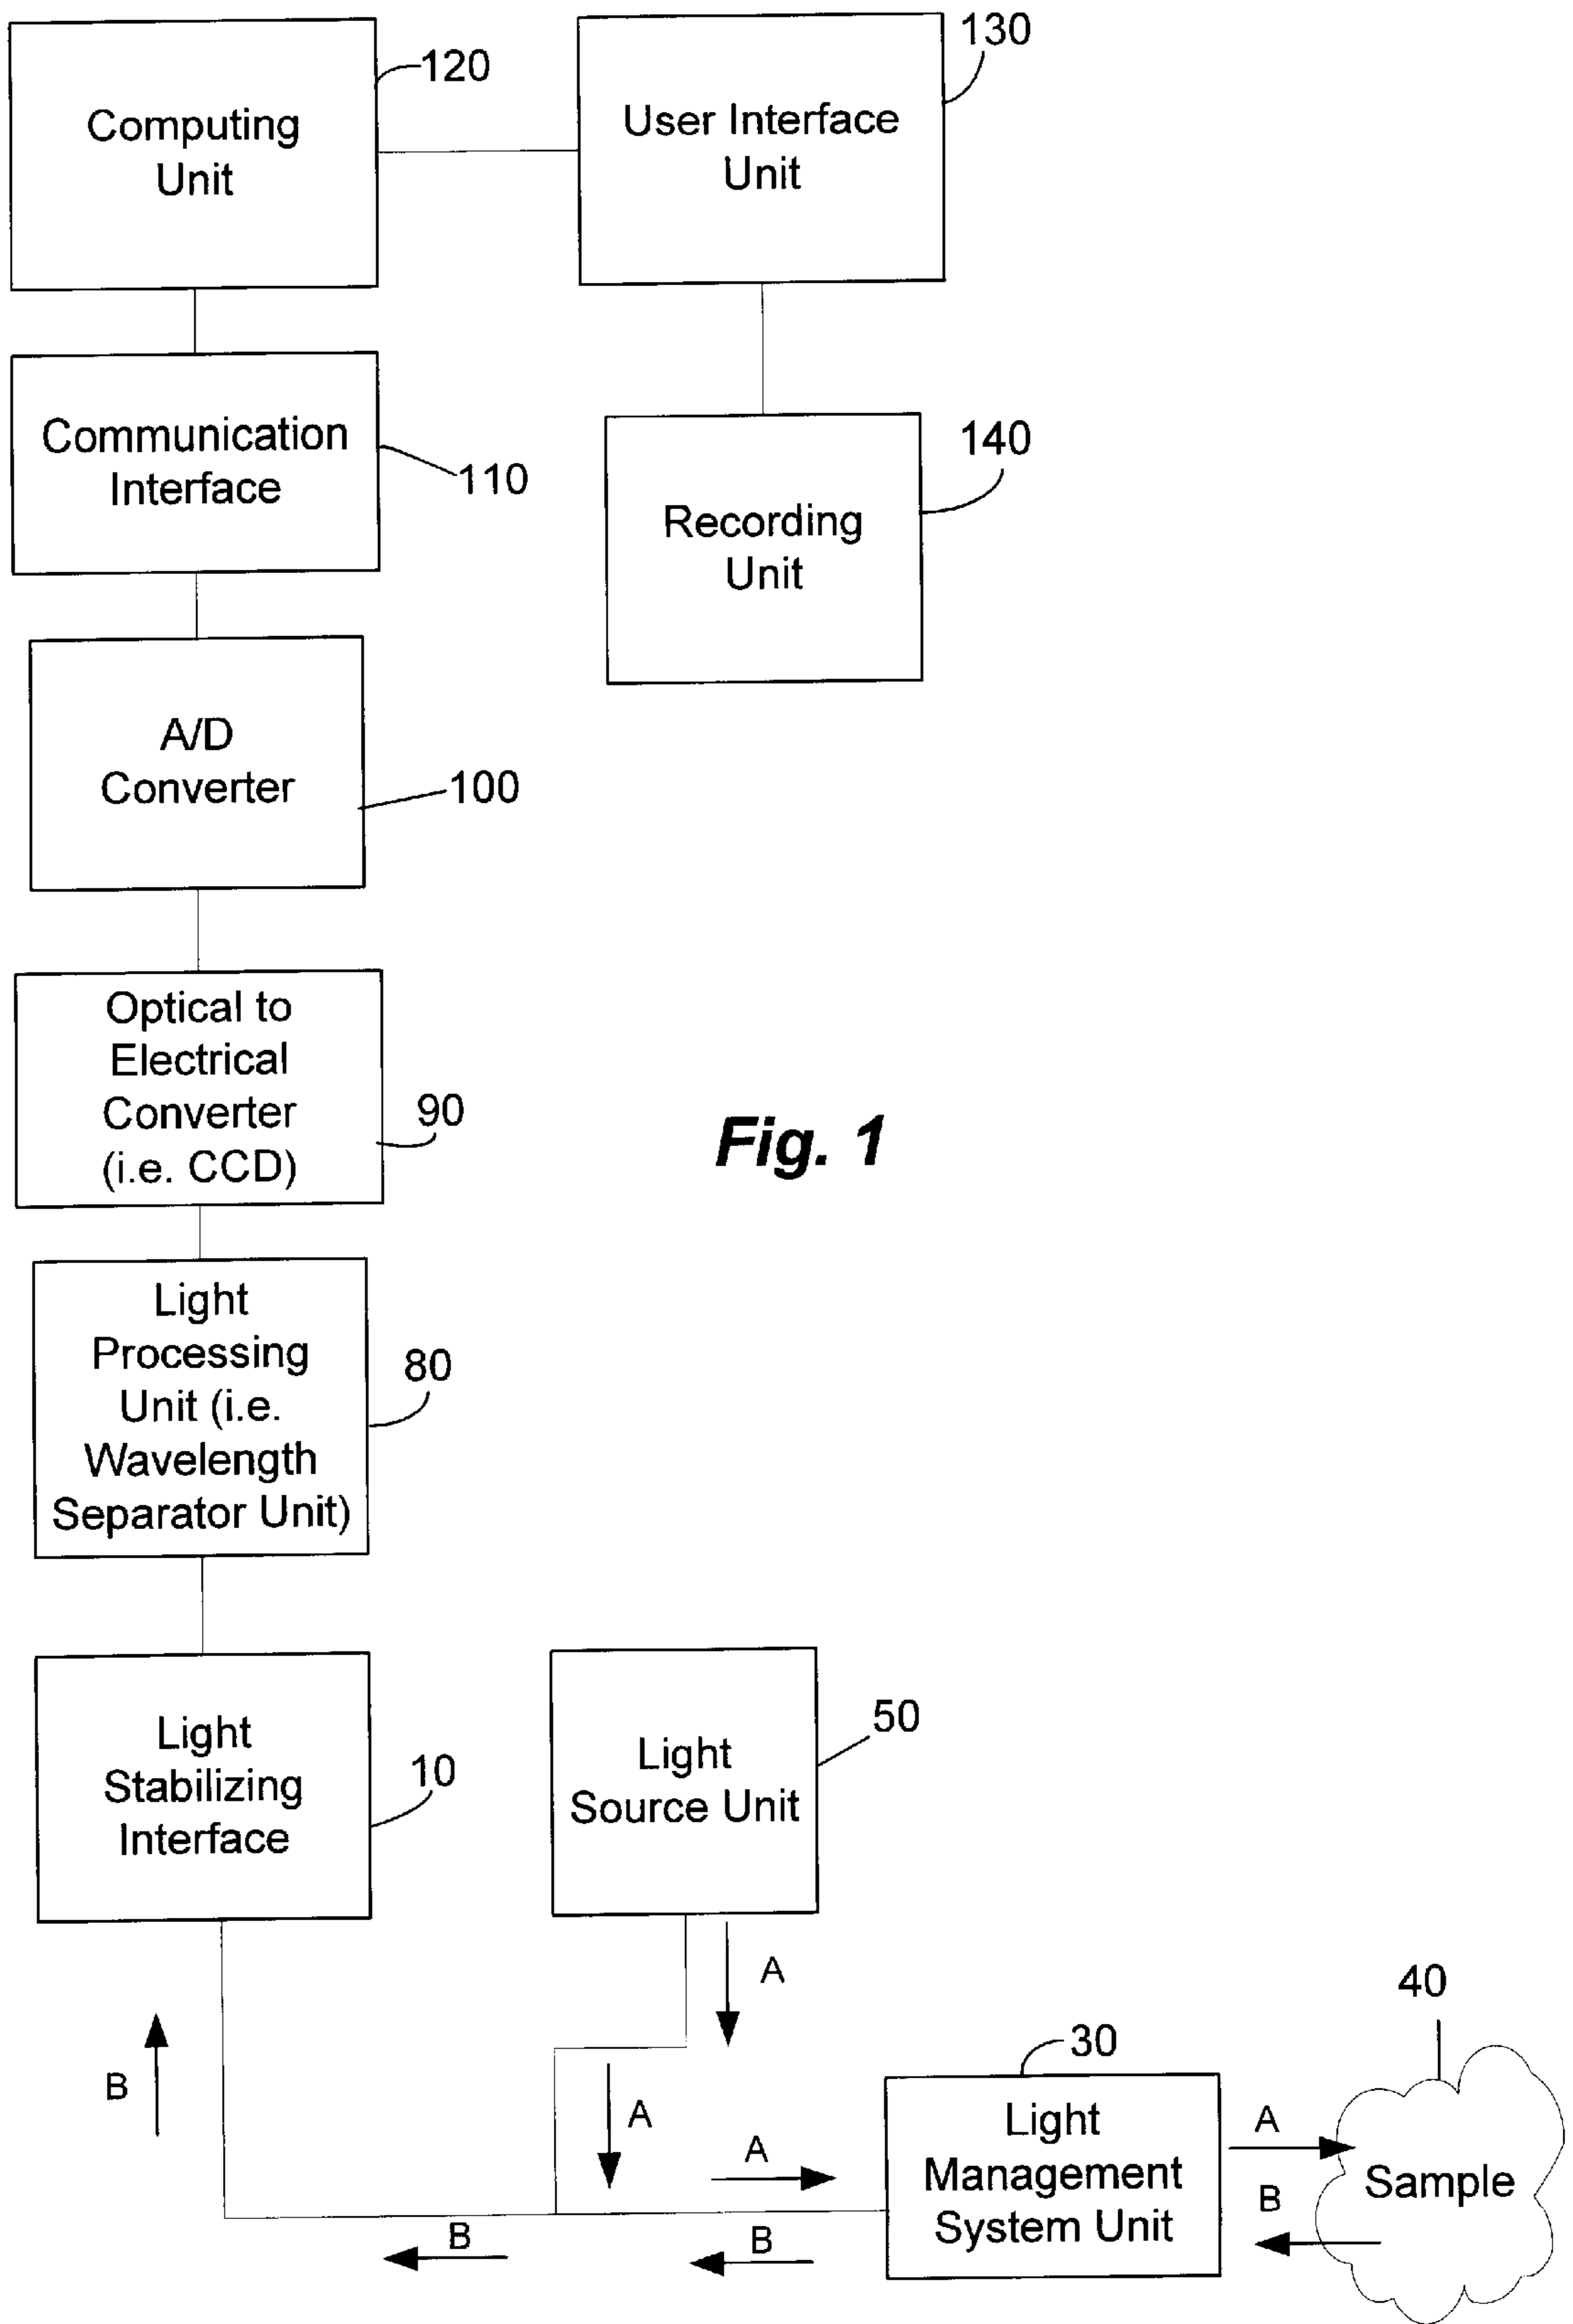 Computing
Unit
120
User Interface
Unit
130
Communication
Interface
110
Recording
Unit
140
A/D
Converter
100
Optical to
Electrical
Converter
(i.e. CCD)
90
Fig. 1
Light
Processing
Unit (i.e.
Wavelength
Separator Unit)
80
Light
Stabilizing
Interface
10
Light
Source Unit
50
A
B
A
A
B
B
30
Light
Management
System Unit
40
A
B
Sample